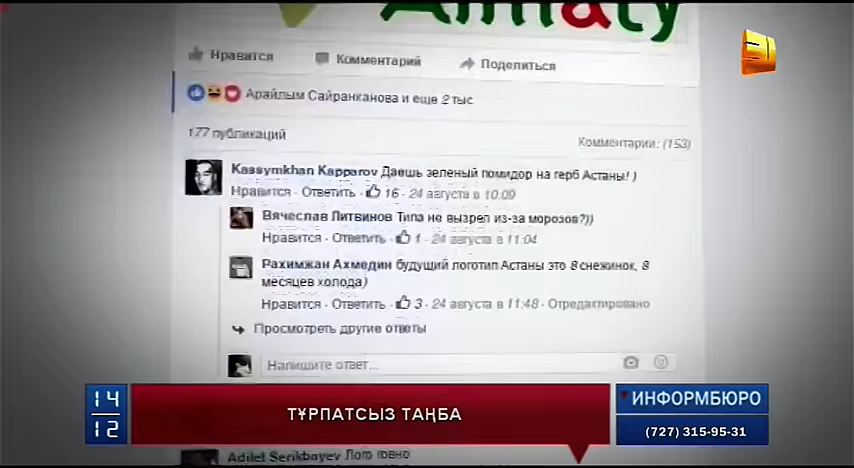 Almaty
31
Нравится Комментарий Поделиться
Арайлым Сайранканова и еще 2 тыс
177 публикаций
Комментарии: (153)
Kassymkhan Kapparov Даешь зеленый помидор на герб Астаны! )
Нравится · Ответить · 16 · 24 августа в 10:09
Вячеслав Литвинов Типа не вызрел из-за морозов?))
Нравится · Ответить · 1 · 24 августа в 11:04
Рахимжан Ахмедин будущий логотип Астаны это 8 снежинок, 8
месяцев холода)
Нравится · Ответить · 3 · 24 августа в 11:48 · Отредактировано
Просмотреть другие ответы
Напишите ответ...
14
12
ТҰРПАТСЫЗ ТАҢБА
ИНФОРМБЮРО
(727) 315-95-31
Adilet Serikbayev Лого говно